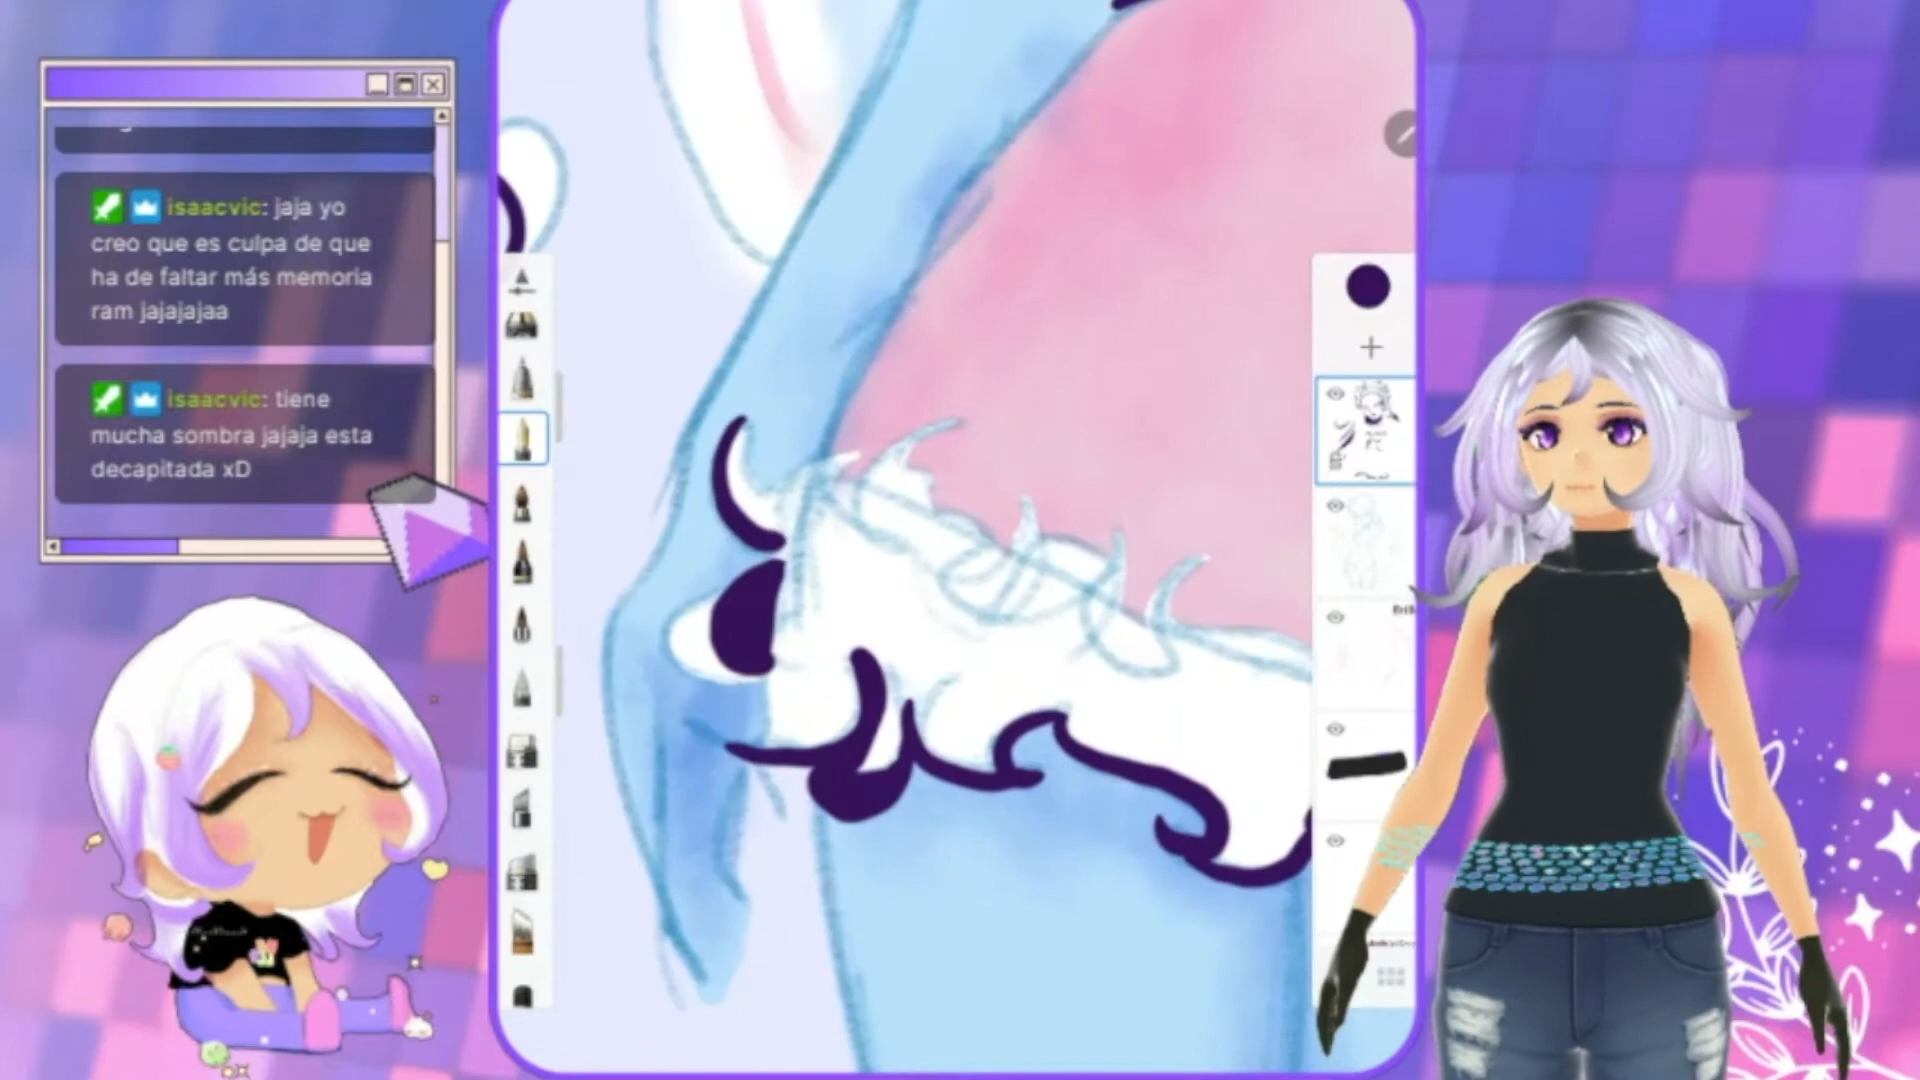 isaacvic: jaja yo
creo que es culpa de que
ha de faltar más memoria
ram jajajajaa
isaacvic: tiene
mucha sombra jajaja esta
decapitada xD